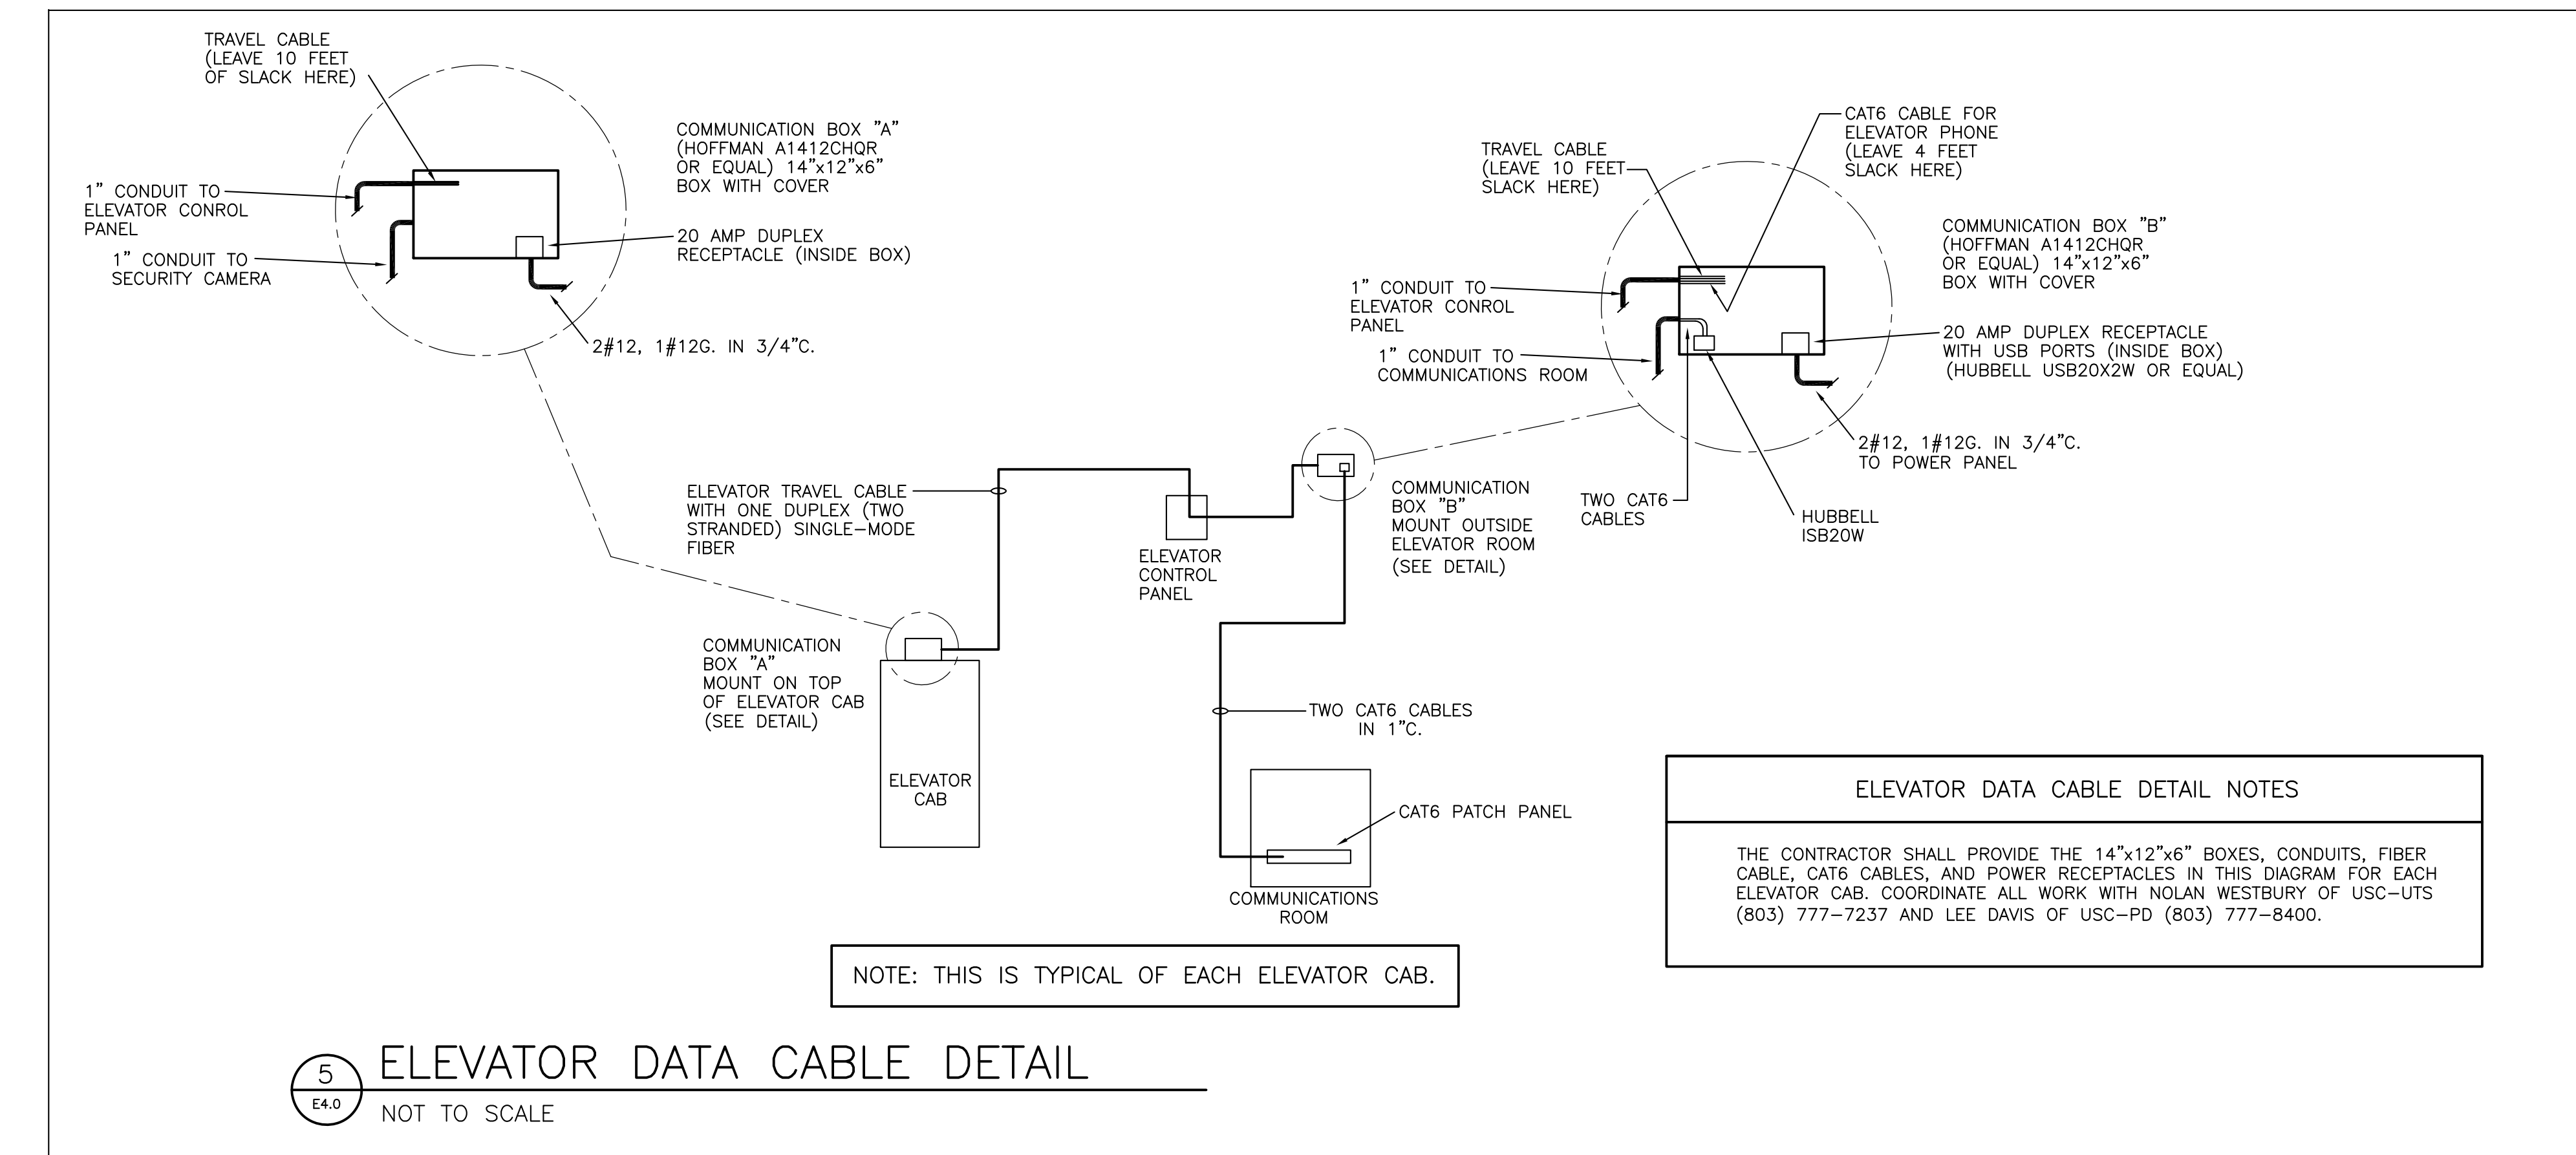 TRAVEL CABLE
(LEAVE 10 FEET
OF SLACK HERE)
1" CONDUIT TO
ELEVATOR CONROL
PANEL
1" CONDUIT TO
SECURITY CAMERA
COMMUNICATION BOX "A"
(HOFFMAN A1412CHQR
OR EQUAL) 14"x12"x6"
BOX WITH COVER
20 AMP DUPLEX
RECEPTACLE (INSIDE BOX)
2#12, 1#12G. IN 3/4"C.
TRAVEL CABLE
(LEAVE 10 FEET
SLACK HERE)
CAT6 CABLE FOR
ELEVATOR PHONE
(LEAVE 4 FEET
SLACK HERE)
1" CONDUIT TO
ELEVATOR CONROL
PANEL
1" CONDUIT TO
COMMUNICATIONS ROOM
COMMUNICATION BOX "B"
(HOFFMAN A1412CHQR
OR EQUAL) 14"x12"x6"
BOX WITH COVER
20 AMP DUPLEX RECEPTACLE
WITH USB PORTS (INSIDE BOX)
(HUBBELL USB20X2W OR EQUAL)
2#12, 1#12G. IN 3/4"C.
TO POWER PANEL
TWO CAT6
CABLES
HUBBELL
ISB20W
ELEVATOR TRAVEL CABLE
WITH ONE DUPLEX (TWO
STRANDED) SINGLE-MODE
FIBER
ELEVATOR
CONTROL
PANEL
COMMUNICATION
BOX "B"
MOUNT OUTSIDE
ELEVATOR ROOM
(SEE DETAIL)
COMMUNICATION
BOX "A"
MOUNT ON TOP
OF ELEVATOR CAB
(SEE DETAIL)
ELEVATOR
CAB
TWO CAT6 CABLES
IN 1"C.
CAT6 PATCH PANEL
COMMUNICATIONS
ROOM
ELEVATOR DATA CABLE DETAIL NOTES
THE CONTRACTOR SHALL PROVIDE THE 14"x12"x6" BOXES, CONDUITS, FIBER
CABLE, CAT6 CABLES, AND POWER RECEPTACLES IN THIS DIAGRAM FOR EACH
ELEVATOR CAB. COORDINATE ALL WORK WITH NOLAN WESTBURY OF USC-UTS
(803) 777-7237 AND LEE DAVIS OF USC-PD (803) 777-8400.
NOTE: THIS IS TYPICAL OF EACH ELEVATOR CAB.
5
E4.0
ELEVATOR DATA CABLE DETAIL
NOT TO SCALE